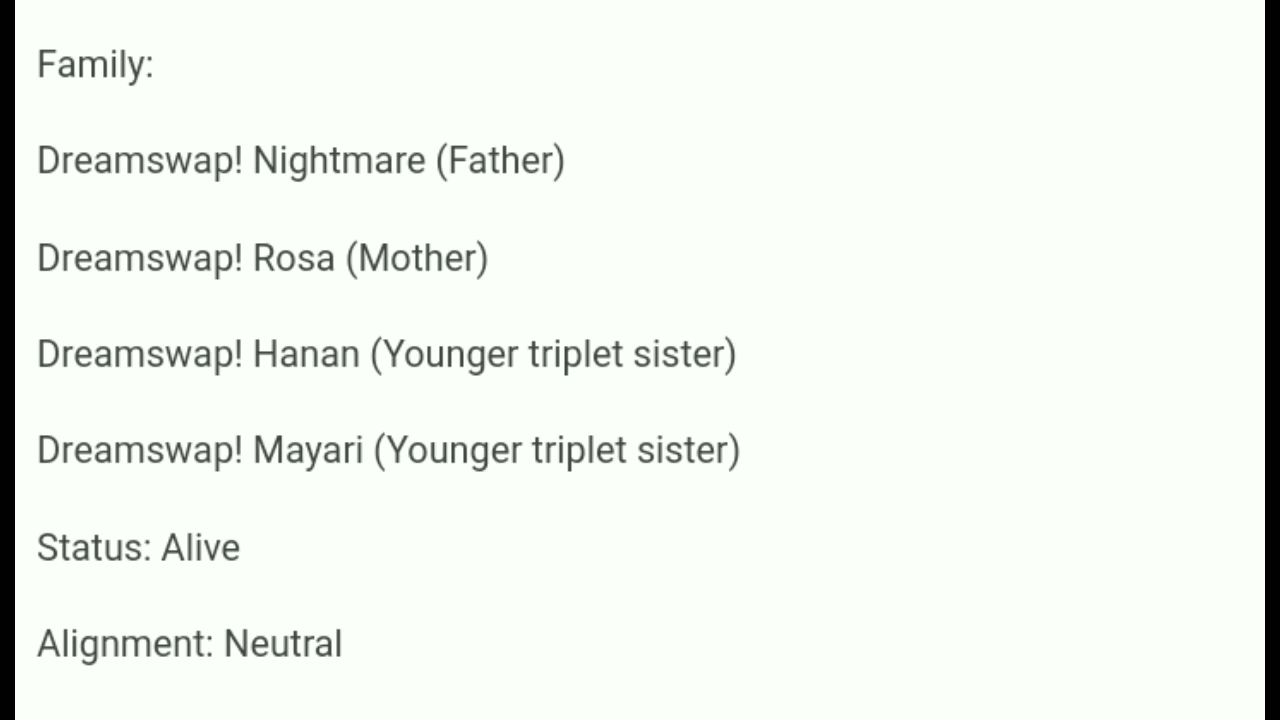 Family:
Dreamswap! Nightmare (Father)
Dreamswap! Rosa (Mother)
Dreamswap! Hanan (Younger triplet sister)
Dreamswap! Mayari (Younger triplet sister)
Status: Alive
Alignment: Neutral